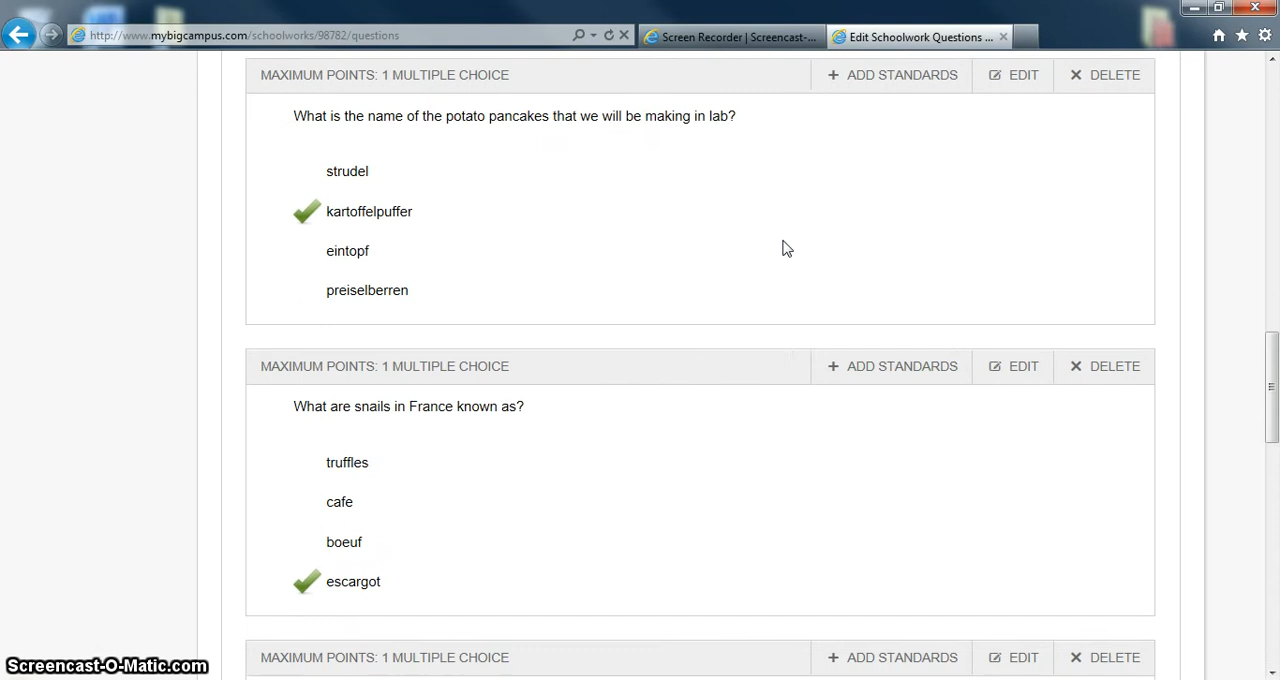 http://www.mybigcampus.com/schoolworks/98782/questions
Screen Recorder | Screencast-...
Edit Schoolwork Questions ...
MAXIMUM POINTS: 1 MULTIPLE CHOICE
+ ADD STANDARDS
EDIT
DELETE
What is the name of the potato pancakes that we will be making in lab?
strudel
kartoffelpuffer
eintopf
preiselberren
MAXIMUM POINTS: 1 MULTIPLE CHOICE
+ ADD STANDARDS
EDIT
DELETE
What are snails in France known as?
truffles
cafe
boeuf
escargot
MAXIMUM POINTS: 1 MULTIPLE CHOICE
+ ADD STANDARDS
EDIT
DELETE
Screencast-O-Matic.com